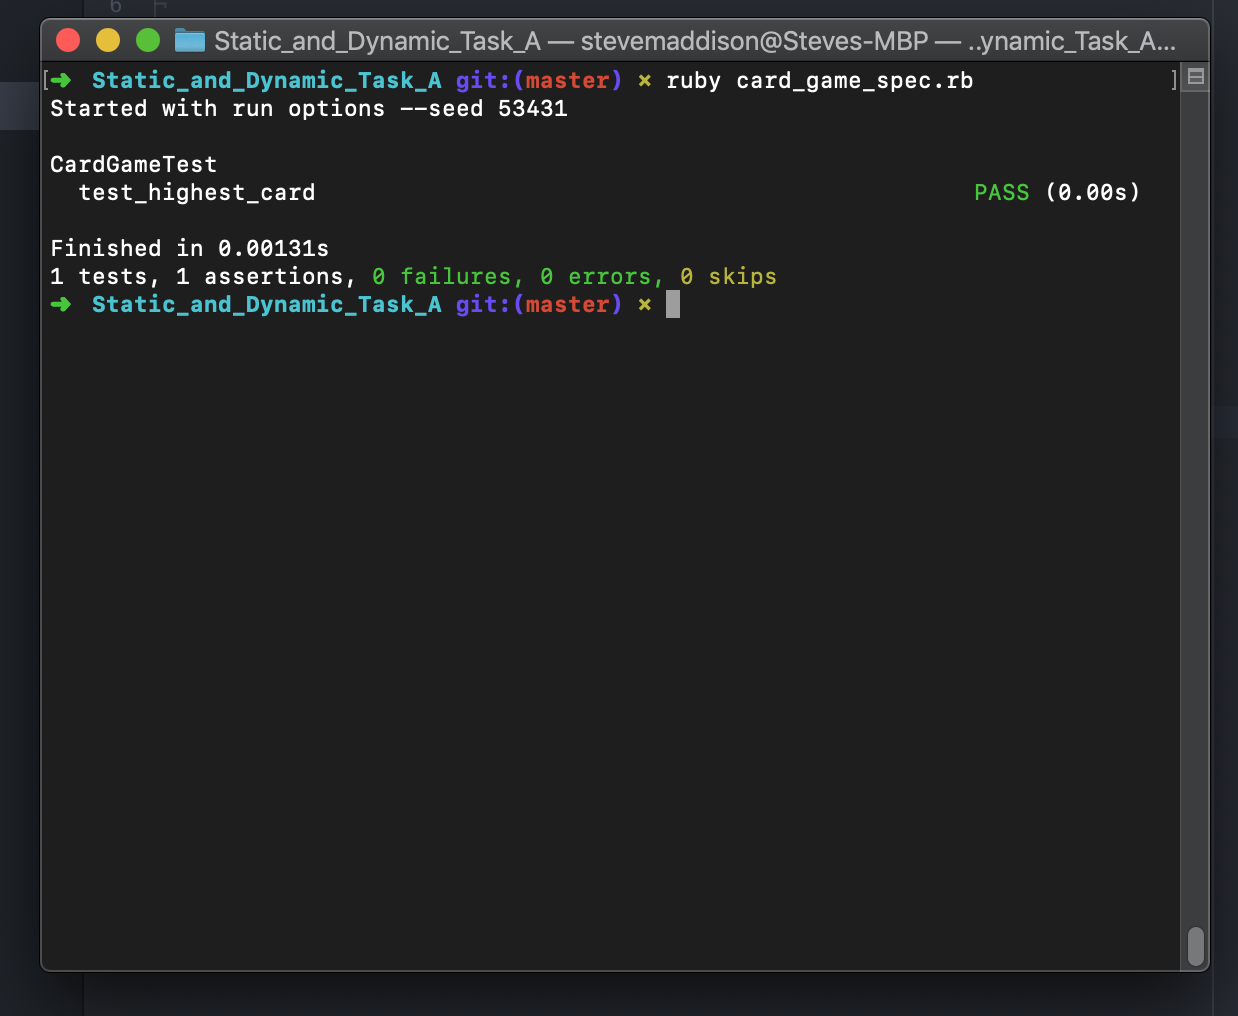 6
Static_and_Dynamic_Task_A — stevemaddison@Steves-MBP — ..ynamic_Task_A...
[➜ Static_and_Dynamic_Task_A git:(master) ✗ ruby card_game_spec.rb ]
Started with run options --seed 53431
CardGameTest
test_highest_card PASS (0.00s)
Finished in 0.00131s
1 tests, 1 assertions, 0 failures, 0 errors, 0 skips
➜ Static_and_Dynamic_Task_A git:(master) ✗